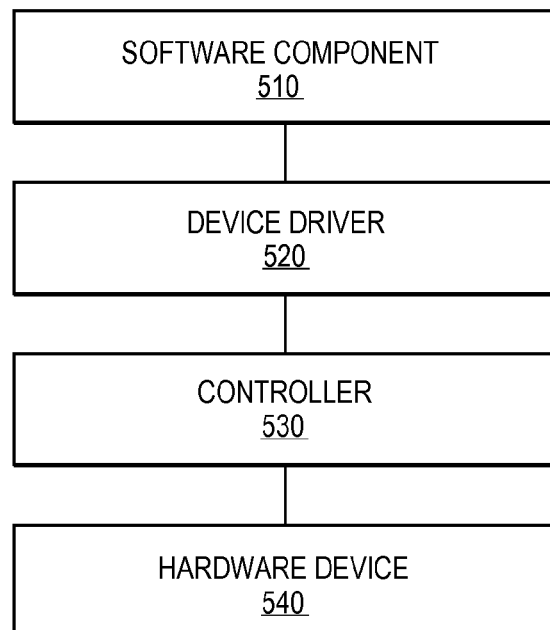 SOFTWARE COMPONENT
510
DEVICE DRIVER
520
CONTROLLER
530
HARDWARE DEVICE
540